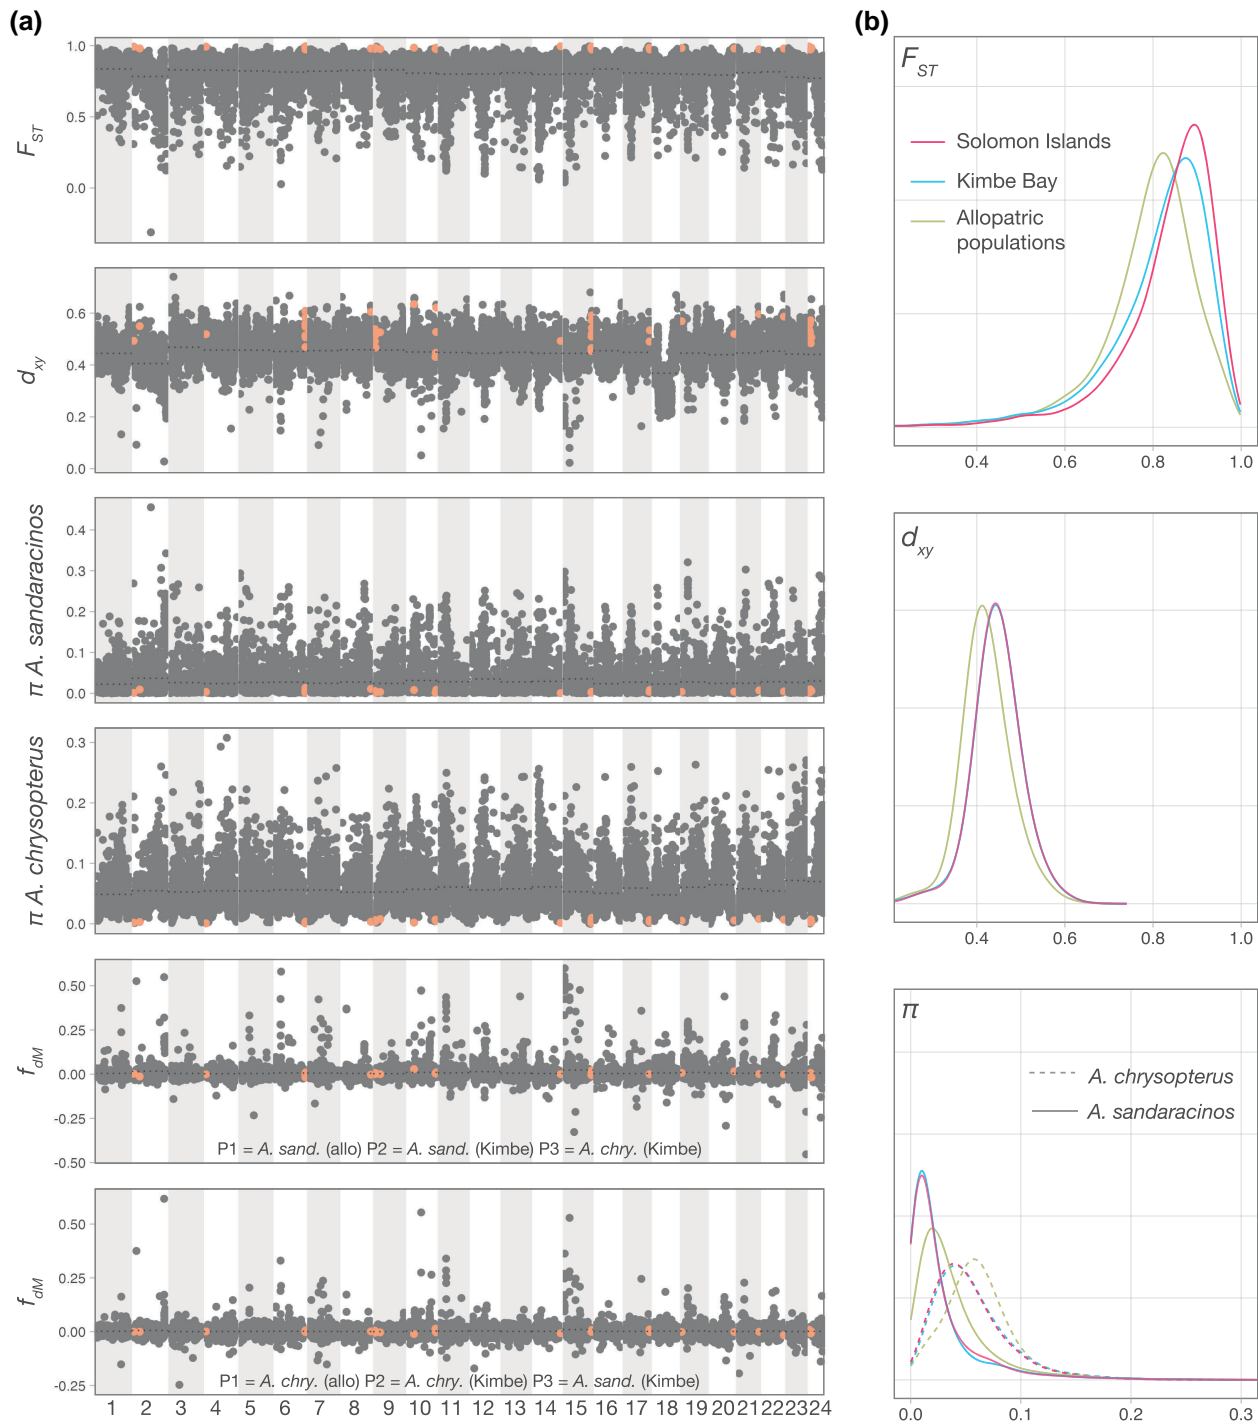 (a)
(b)
1.0
0.5
0.0
F_ST
0.6
0.4
0.2
0.0
d_xy
0.4
0.3
0.2
0.1
0.0
π A. sandaracinos
0.3
0.2
0.1
0.0
π A. chrysopterus
0.50
0.25
0.00
-0.25
-0.50
f_dM
P1 = A. sand. (allo) P2 = A. sand. (Kimbe) P3 = A. chry. (Kimbe)
0.50
0.25
0.00
-0.25
f_dM
P1 = A. chry. (allo) P2 = A. chry. (Kimbe) P3 = A. sand. (Kimbe)
1 2 3 4 5 6 7 8 9 10 11 12 13 14 15 16 17 18 19 20 21 22 23 24
F_ST
Solomon Islands
Kimbe Bay
Allopatric
populations
0.4 0.6 0.8 1.0
d_xy
0.4 0.6 0.8 1.0
π
A. chrysopterus
A. sandaracinos
0.0 0.1 0.2 0.3